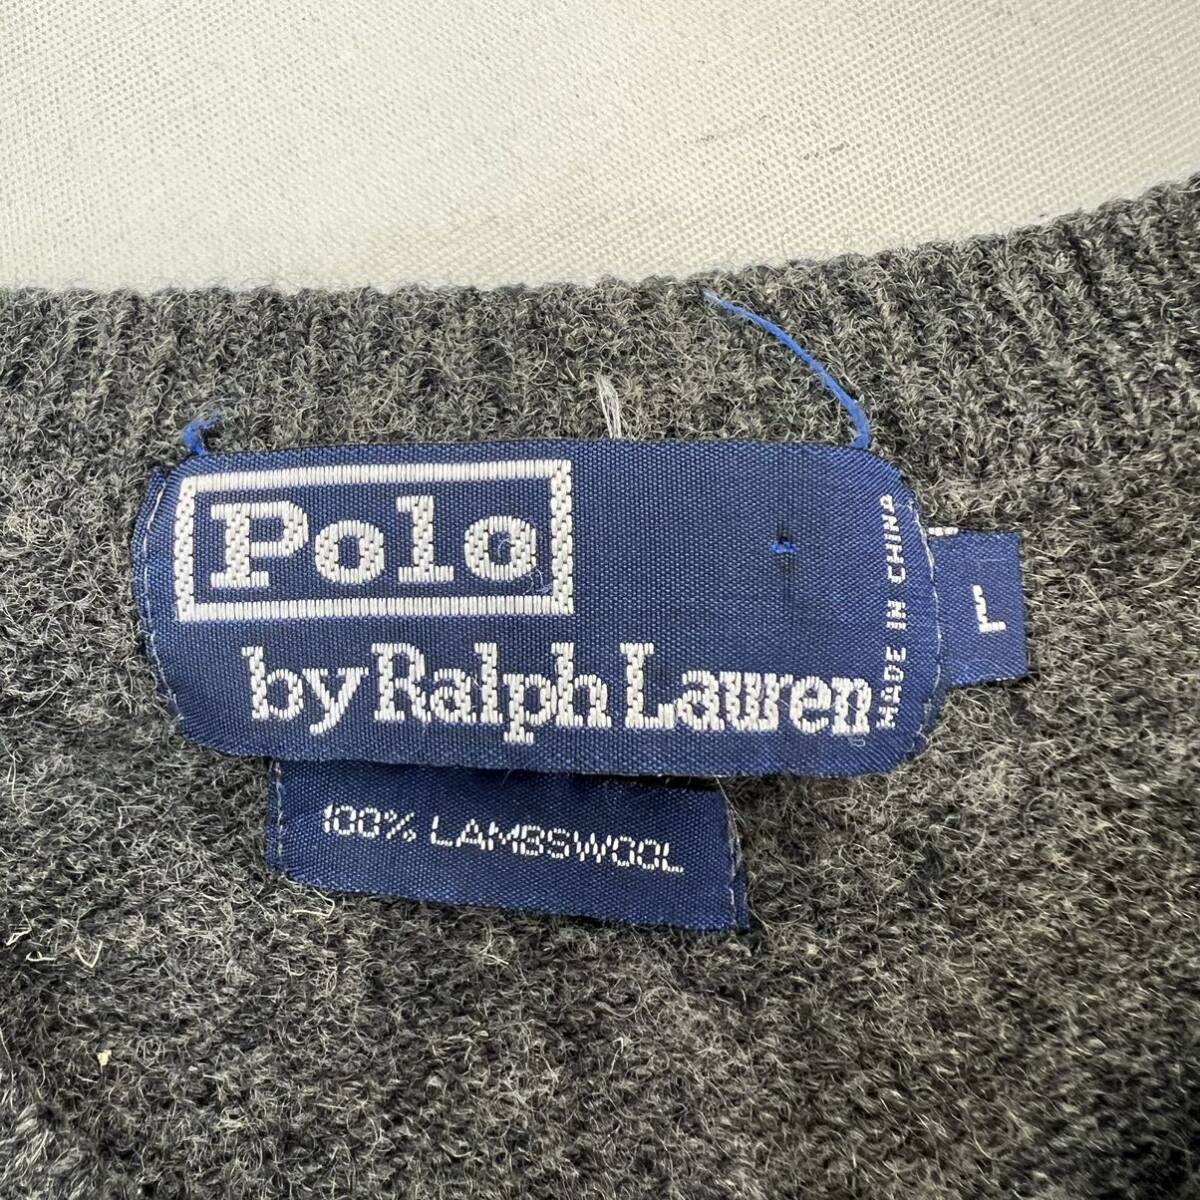 Polo
by Ralph Lauren
MADE IN CHINA
L
100% LAMBSWOOL